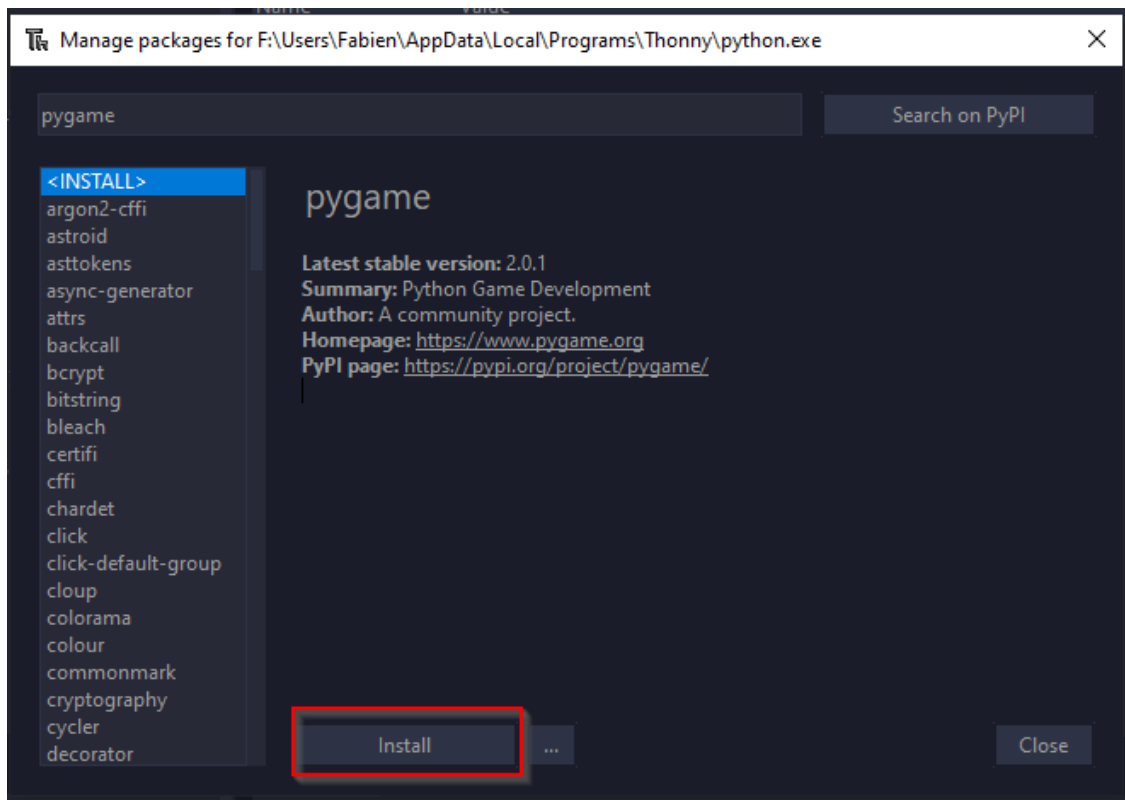 Name Value
Manage packages for F:\Users\Fabien\AppData\Local\Programs\Thonny\python.exe
pygame
Search on PyPI
<INSTALL>
argon2-cffi
astroid
asttokens
async-generator
attrs
backcall
bcrypt
bitstring
bleach
certifi
cffi
chardet
click
click-default-group
cloup
colorama
colour
commonmark
cryptography
cycler
decorator
pygame
Latest stable version: 2.0.1
Summary: Python Game Development
Author: A community project.
Homepage: https://www.pygame.org
PyPI page: https://pypi.org/project/pygame/
Install
...
Close